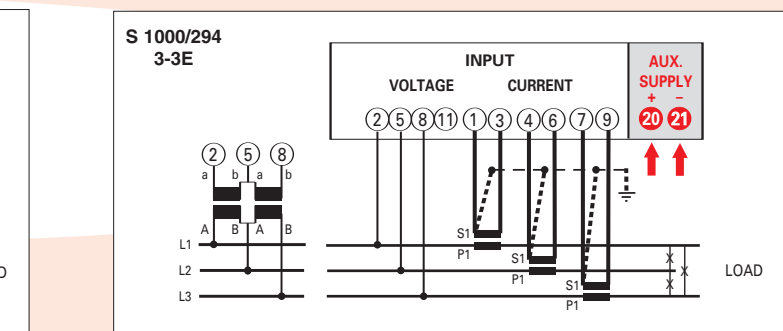 S 1000/294
3-3E
INPUT
VOLTAGE CURRENT
AUX.
SUPPLY
+ –
2 5 8 11 1 3 4 6 7 9 20 21
2 5 8
a b a b
A B A B
L1
L2
L3
S1
P1
S1
P1
S1
P1
X
X
X
LOAD
D